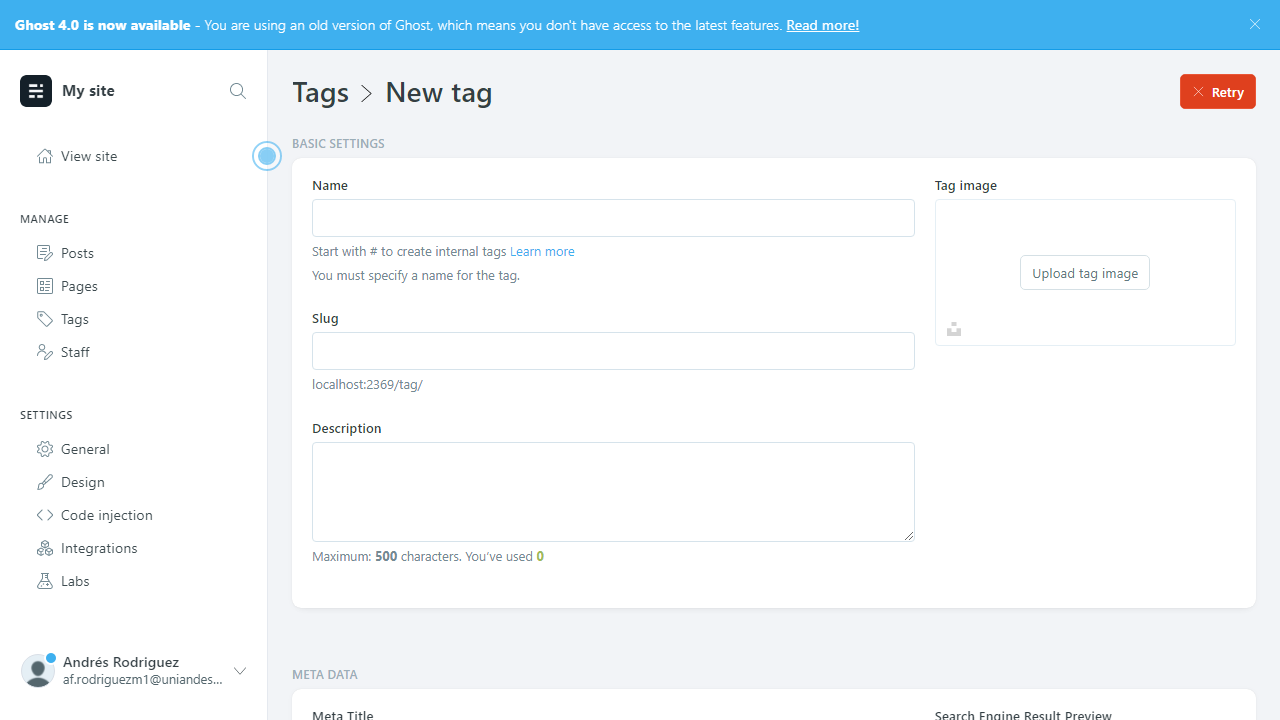 Ghost 4.0 is now available - You are using an old version of Ghost, which means you don't have access to the latest features. Read more!
My site
Tags > New tag
Retry
View site
MANAGE
Posts
Pages
Tags
Staff
SETTINGS
General
Design
Code injection
Integrations
Labs
Andrés Rodriguez
af.rodriguezm1@uniandes...
BASIC SETTINGS
Name
Start with # to create internal tags Learn more
You must specify a name for the tag.
Slug
localhost:2369/tag/
Description
Maximum: 500 characters. You've used 0
Tag image
Upload tag image
META DATA
Meta Title
Search Engine Result Preview